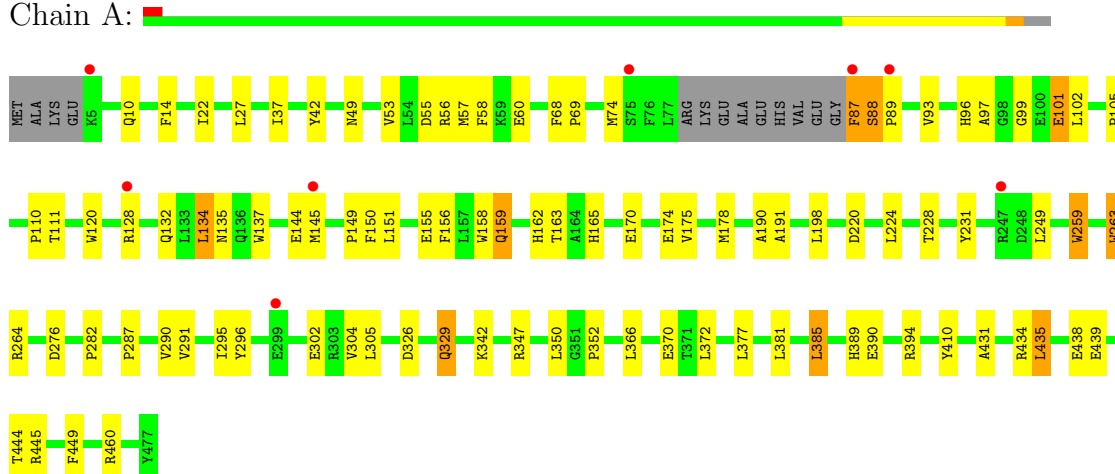 Chain A:
MET ALA LYS GLU K5 Q10 F14 I22 L27 I37 Y42 N49 V53 L54 D55 R56 M57 F58 K59 E60 F68 P69 M74 S75 F76 L77 ARG LYS GLU ALA GLU HIS VAL GLU GLY F87 S88 P89 V93 H96 A97 G98 G99 E100 E101 L102
P110 T111 W120 R128 Q132 L133 L134 N135 Q136 W137 E144 M145 P149 F150 L151 E155 F156 L157 W158 Q159 H162 T163 A164 H165 E170 E174 V175 M178 A190 A191 L198 D220 L224 T228 Y231 R247 D248 L249 W259
R264 D276 P282 P287 V290 V291 I295 Y296 E299 E302 R303 V304 L305 D326 Q329 K342 R347 L350 G351 P352 L366 E370 T371 L372 L377 L381 L385 H389 E390 R394 Y410 A431 R434 L435 E438 E439
T444 R445 F449 R460 Y477